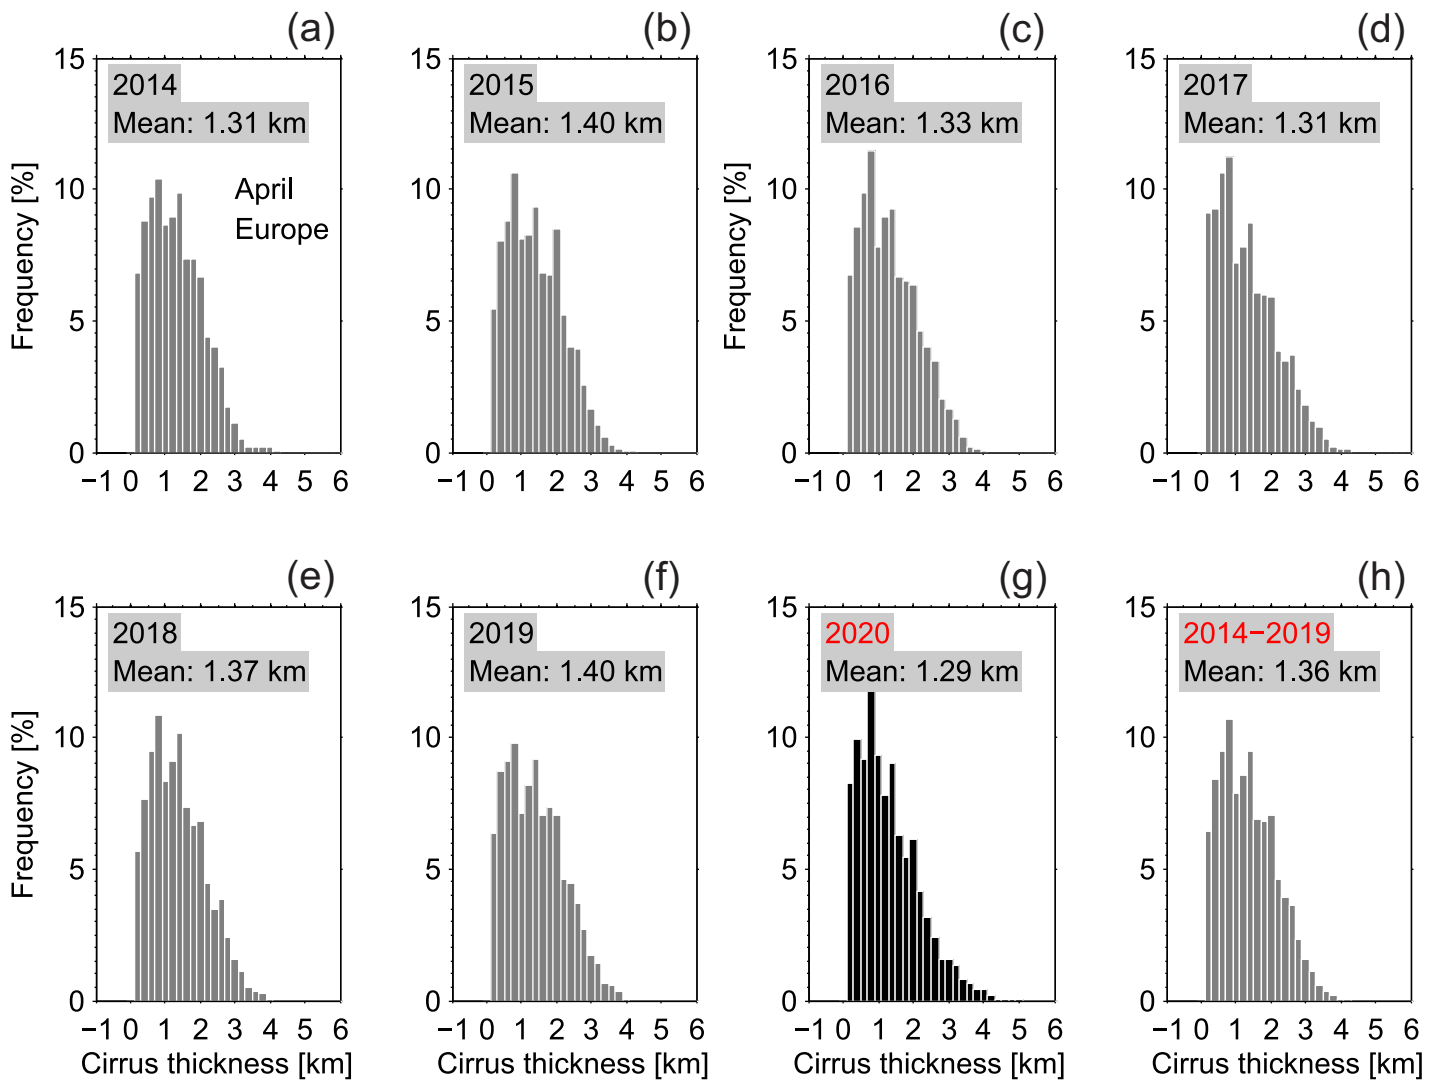 (a)
15
2014
Mean: 1.31 km
April
Europe
10
5
0
Frequency [%]
−1 0 1 2 3 4 5 6
(b)
15
2015
Mean: 1.40 km
10
5
0
−1 0 1 2 3 4 5 6
(c)
15
2016
Mean: 1.33 km
10
5
0
Frequency [%]
−1 0 1 2 3 4 5 6
(d)
15
2017
Mean: 1.31 km
10
5
0
−1 0 1 2 3 4 5 6
(e)
15
2018
Mean: 1.37 km
10
5
0
Frequency [%]
−1 0 1 2 3 4 5 6
Cirrus thickness [km]
(f)
15
2019
Mean: 1.40 km
10
5
0
−1 0 1 2 3 4 5 6
Cirrus thickness [km]
(g)
15
2020
Mean: 1.29 km
10
5
0
−1 0 1 2 3 4 5 6
Cirrus thickness [km]
(h)
15
2014−2019
Mean: 1.36 km
10
5
0
−1 0 1 2 3 4 5 6
Cirrus thickness [km]